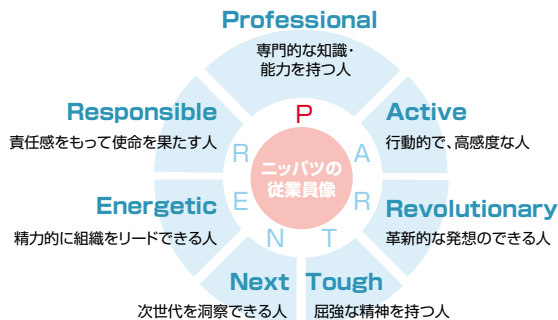 Professional
専門的な知識・
能力を持つ人
Responsible
責任感をもって使命を果たす人
Active
行動的で、高感度な人
P
R
A
ニッパツの
従業員像
E
R
N
T
Energetic
精力的に組織をリードできる人
Revolutionary
革新的な発想のできる人
Next
次世代を洞察できる人
Tough
屈強な精神を持つ人